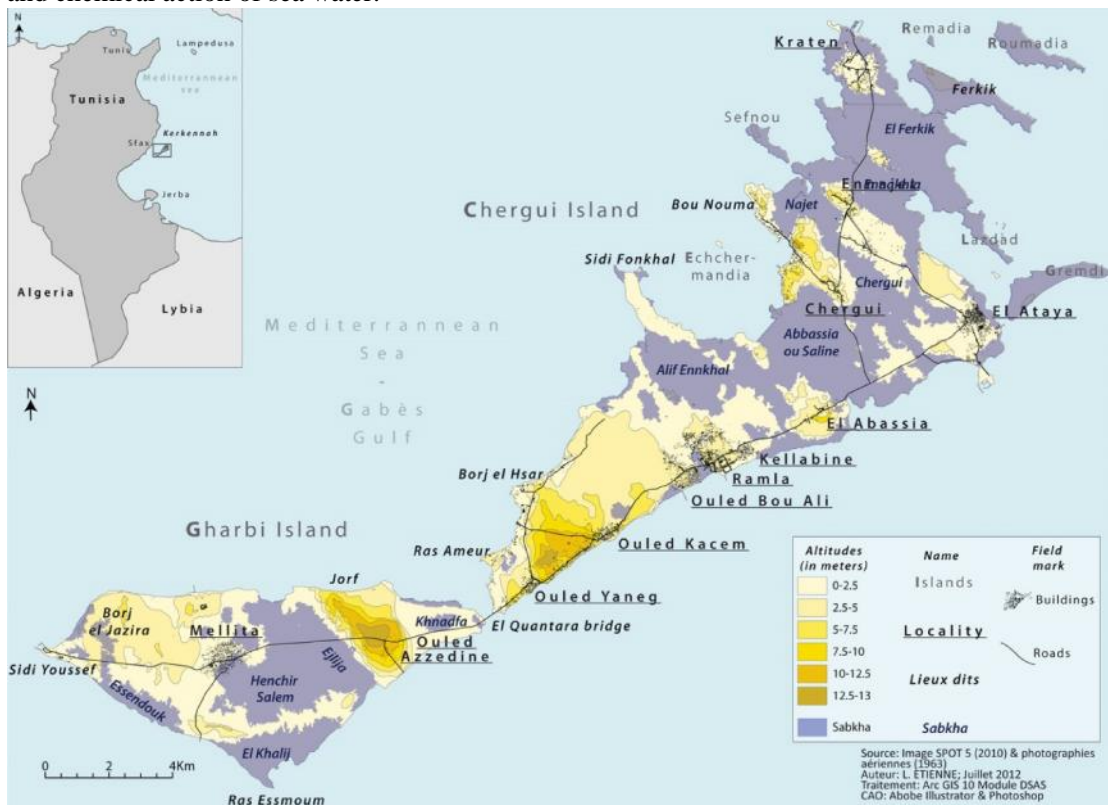 and chemical action of sea water.
N
Tunis
Lampedusa
Mediterranean
sea
Tunisia
Kerkennah
Sfax
Jerba
Algeria
Lybia
Kraten
Remadia
Roumadia
Ferkik
Sefnou
El Ferkik
Chergui Island
Bou Nouma
Najet
Lazdad
Sidi Fonkhal
Echcher-
mandia
Chergui
Gremdi
Chergui
El Ataya
Mediterrannean
Sea
-
Gabès
Gulf
Abbassia
ou Saline
Alif Ennkhal
N
El Abassia
Borj el Hsar
Kellabine
Ramla
Ouled Bou Ali
Gharbi Island
Ras Ameur
Ouled Kacem
Jorf
Ouled Yaneg
Borj
el Jazira
Mellita
Khnadfa
El Quantara bridge
Sidi Youssef
Ouled
Azzedine
Ejlija
Essendouk
Henchir
Salem
El Khalij
0 2 4Km
Ras Essmoum
Altitudes
(in meters)
Name
Field
mark
0-2.5
Islands
2.5-5
Buildings
5-7.5
Locality
7.5-10
Roads
10-12.5
Lieux dits
12.5-13
Sabkha
Sabkha
Source: Image SPOT 5 (2010) & photographies
aériennes (1963)
Auteur: L. ETIENNE; Juillet 2012
Traitement: Arc GIS 10 Module DSAS
CAO: Abobe Illustrator & Photoshop